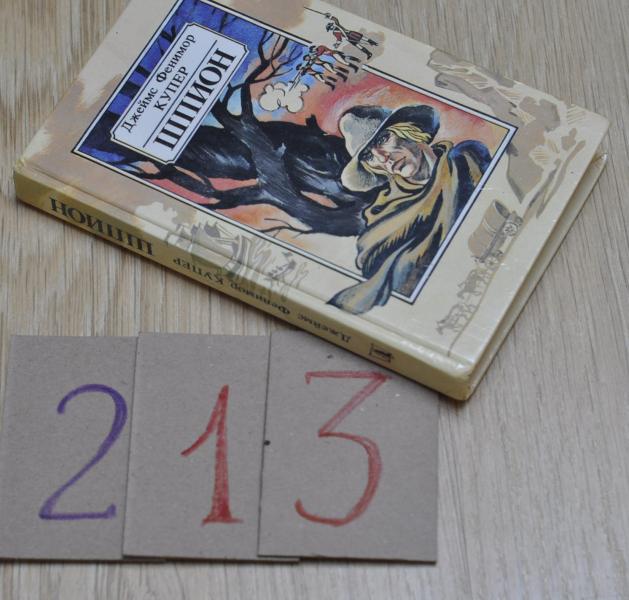 Джеймс Фенимор
КУПЕР
ШПИОН
Джеймс Фенимор КУПЕР ШПИОН
2 1 3